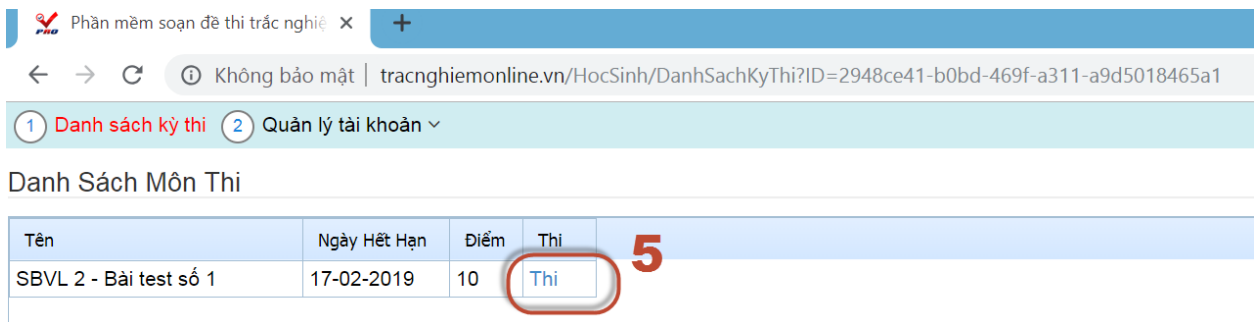 PRO Phần mềm soạn đề thi trắc nghiệ
Không bảo mật | tracnghiemonline.vn/HocSinh/DanhSachKyThi?ID=2948ce41-b0bd-469f-a311-a9d5018465a1
1 Danh sách kỳ thi 2 Quản lý tài khoản
Danh Sách Môn Thi
Tên Ngày Hết Hạn Điểm Thi
SBVL 2 - Bài test số 1 17-02-2019 10 Thi
5